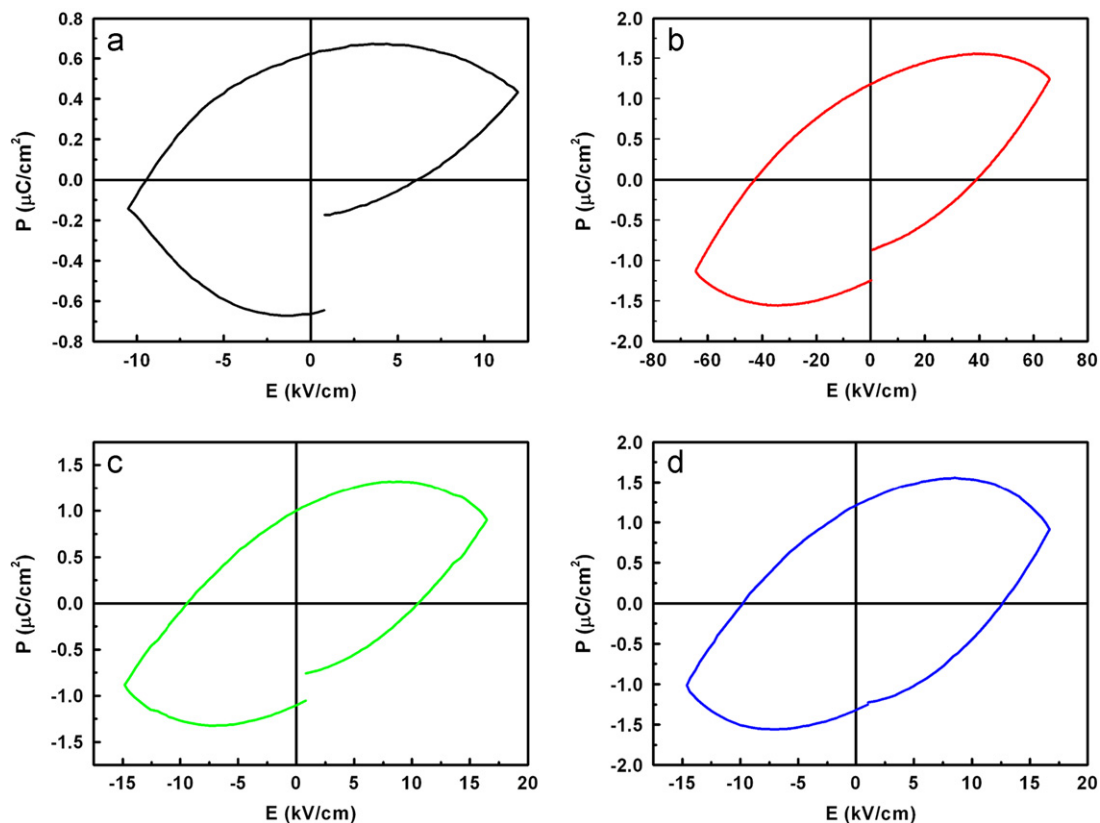 a
0.8
0.6
0.4
0.2
0.0
-0.2
-0.4
-0.6
-0.8
P (μC/cm²)
-10 -5 0 5 10
E (kV/cm)
b
2.0
1.5
1.0
0.5
0.0
-0.5
-1.0
-1.5
-2.0
P (μC/cm²)
-80 -60 -40 -20 0 20 40 60 80
E (kV/cm)
c
1.5
1.0
0.5
0.0
-0.5
-1.0
-1.5
P (μC/cm²)
-15 -10 -5 0 5 10 15 20
E (kV/cm)
d
2.0
1.5
1.0
0.5
0.0
-0.5
-1.0
-1.5
-2.0
P (μC/cm²)
-15 -10 -5 0 5 10 15 20
E (kV/cm)